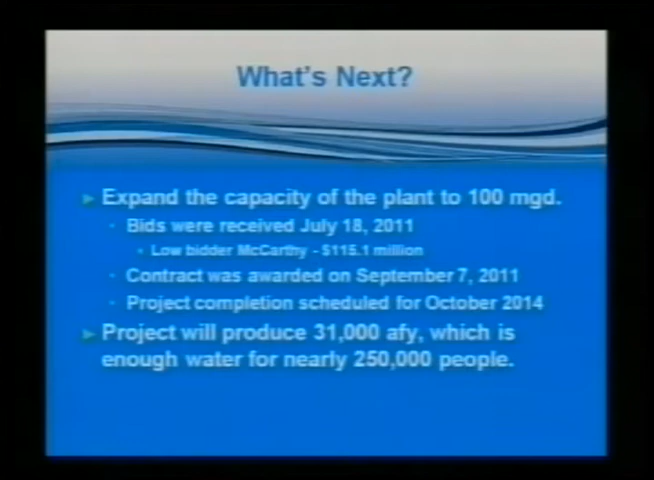 What's Next?
Expand the capacity of the plant to 100 mgd.
Bids were received July 18, 2011
Low bidder McCarthy - $115.1 million
Contract was awarded on September 7, 2011
Project completion scheduled for October 2014
Project will produce 31,000 afy, which is
enough water for nearly 250,000 people.